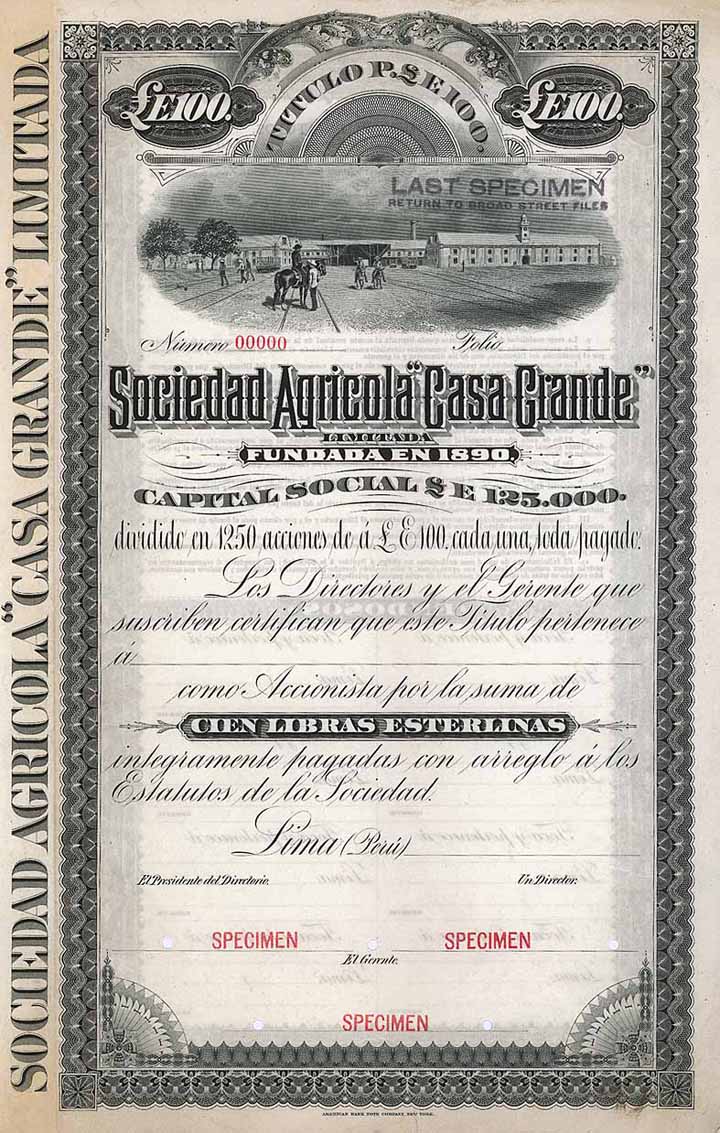 SOCIEDAD AGRICOLA "CASA GRANDE" LIMITADA
£E100.
TITULO P. £ E 100.
£E100.
LAST SPECIMEN
RETURN TO BROAD STREET FILES
Número 00000 Folio
Sociedad Agricola "Casa Grande"
LIMITADA
FUNDADA EN 1890
CAPITAL SOCIAL £ E 125.000.
dividido en 1250 acciones de á £ E 100. cada una, toda pagado.
Los Directores y el Gerente que
suscriben certifican que este Titulo pertenece
á
como Accionista por la suma de
CIEN LIBRAS ESTERLINAS
integramente pagadas con arreglo á los
Estatutos de la Sociedad.
Lima (Perú)
El Presidente del Directorio. Un Director.
SPECIMEN SPECIMEN
El Gerente.
SPECIMEN
AMERICAN BANK NOTE COMPANY, NEW YORK.